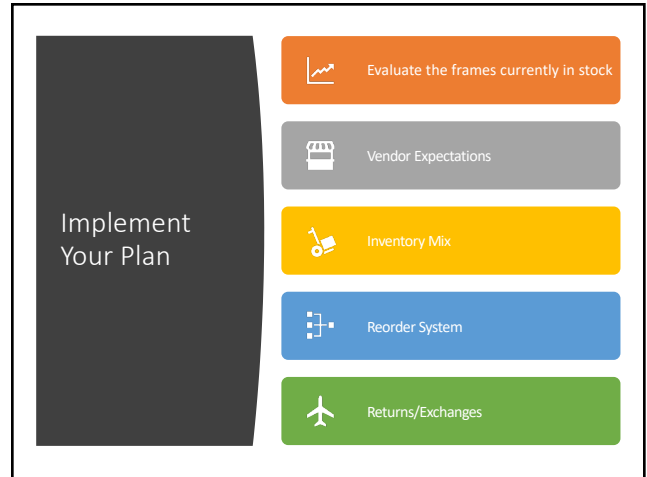 Implement
Your Plan
Evaluate the frames currently in stock
Vendor Expectations
Inventory Mix
Reorder System
Returns/Exchanges